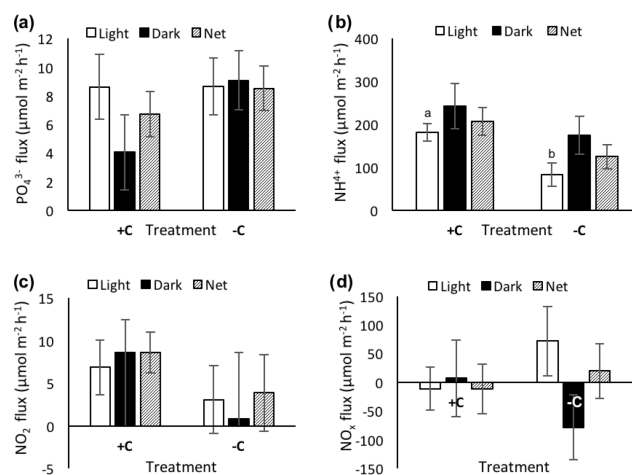 (a)
Light Dark Net
PO₄³⁻ flux (µmol m⁻² h⁻¹)
12
10
8
6
4
2
0
+C Treatment -C
(b)
Light Dark Net
NH⁴⁺ flux (µmol m⁻² h⁻¹)
400
300
200
100
0
a
b
+C Treatment -C
(c)
Light Dark Net
NO₂ flux (µmol m⁻² h⁻¹)
15
10
5
0
-5
+C -C
Treatment
(d)
Light Dark Net
NOₓ flux (µmol m⁻² h⁻¹)
150
100
50
0
-50
-100
-150
+C -C
Treatment